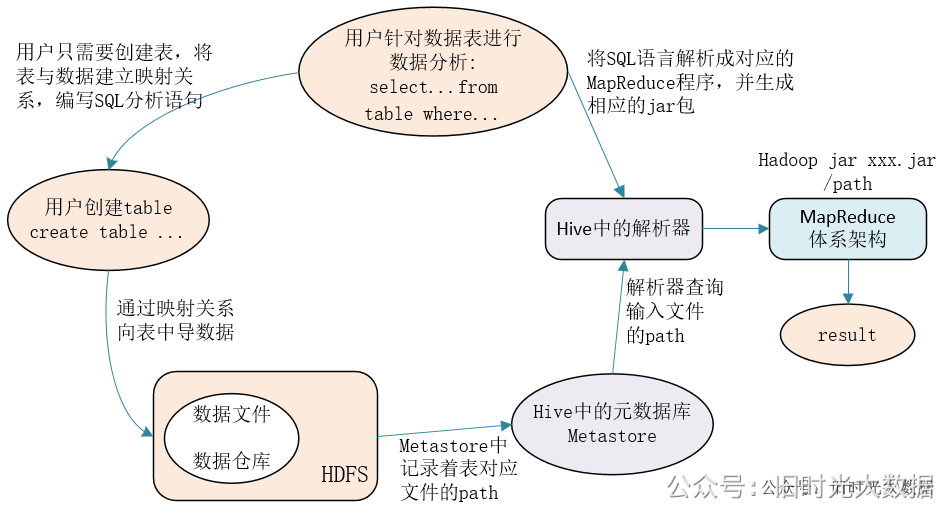 用户只需要创建表，将
表与数据建立映射关
系，编写SQL分析语句
用户针对数据表进行
数据分析:
select...from
table where...
将SQL语言解析成对应的
MapReduce程序，并生成
相应的jar包
Hadoop jar xxx.jar
/path
用户创建table
create table ...
Hive中的解析器
MapReduce
体系架构
通过映射关系
向表中导数据
解析器查询
输入文件
的path
result
数据文件
数据仓库
HDFS
Hive中的元数据库
Metastore
Metastore中
记录着表对应
文件的path
公众号：旧时光大数据
公众号：旧时光大数据